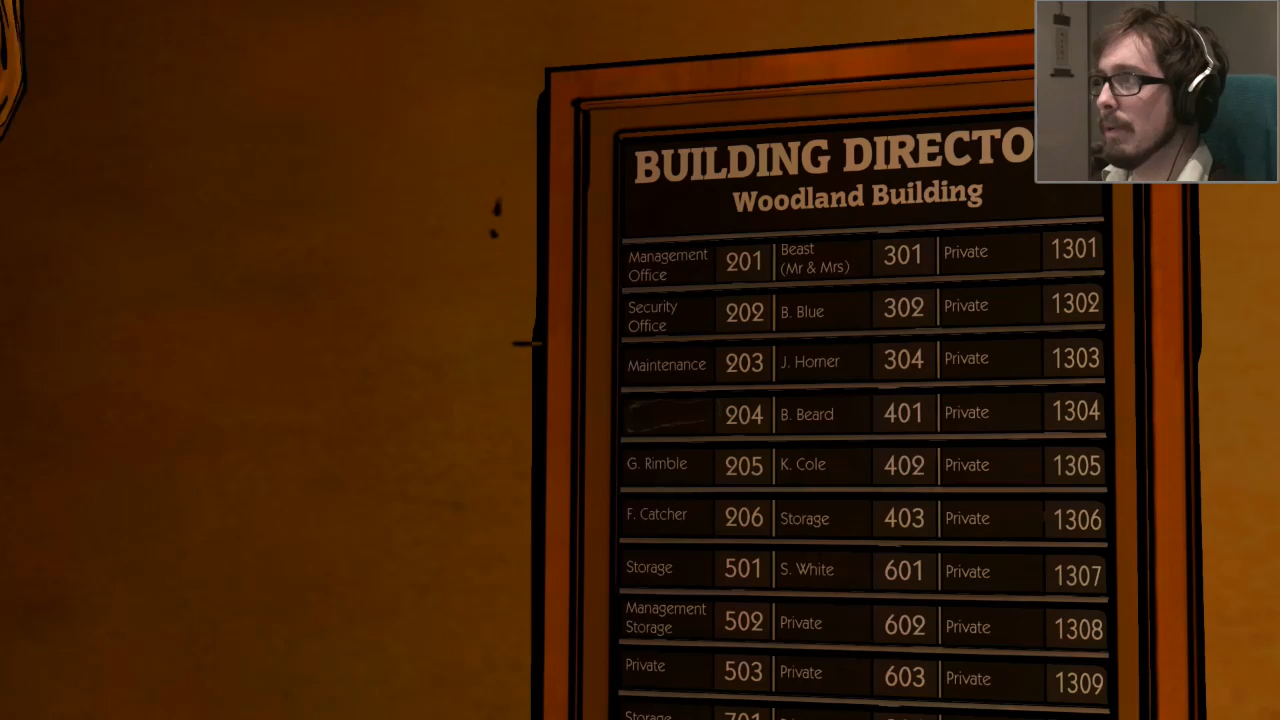 BUILDING DIRECTO
Woodland Building
Management Office 201 Beast (Mr & Mrs) 301 Private 1301
Security Office 202 B. Blue 302 Private 1302
Maintenance 203 J. Horner 304 Private 1303
204 B. Beard 401 Private 1304
G. Rimble 205 K. Cole 402 Private 1305
F. Catcher 206 Storage 403 Private 1306
Storage 501 S. White 601 Private 1307
Management Storage 502 Private 602 Private 1308
Private 503 Private 603 Private 1309
Storage 701